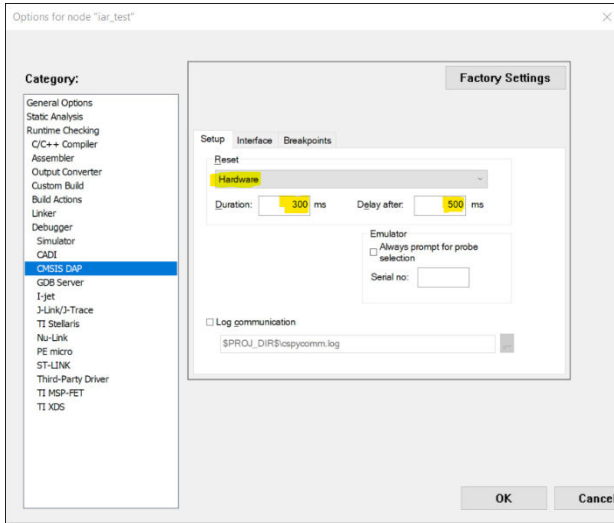 Options for node "iar_test"
Category:
General Options
Static Analysis
Runtime Checking
C/C++ Compiler
Assembler
Output Converter
Custom Build
Build Actions
Linker
Debugger
Simulator
CADI
CMSIS DAP
GDB Server
I-jet
J-Link/J-Trace
TI Stellaris
Nu-Link
PE micro
ST-LINK
Third-Party Driver
TI MSP-FET
TI XDS
Factory Settings
Setup Interface Breakpoints
Reset
Hardware
Duration: 300 ms Delay after: 500 ms
Emulator
Always prompt for probe
selection
Serial no:
Log communication
$PROJ_DIR$\cspycomm.log
...
OK Cancel